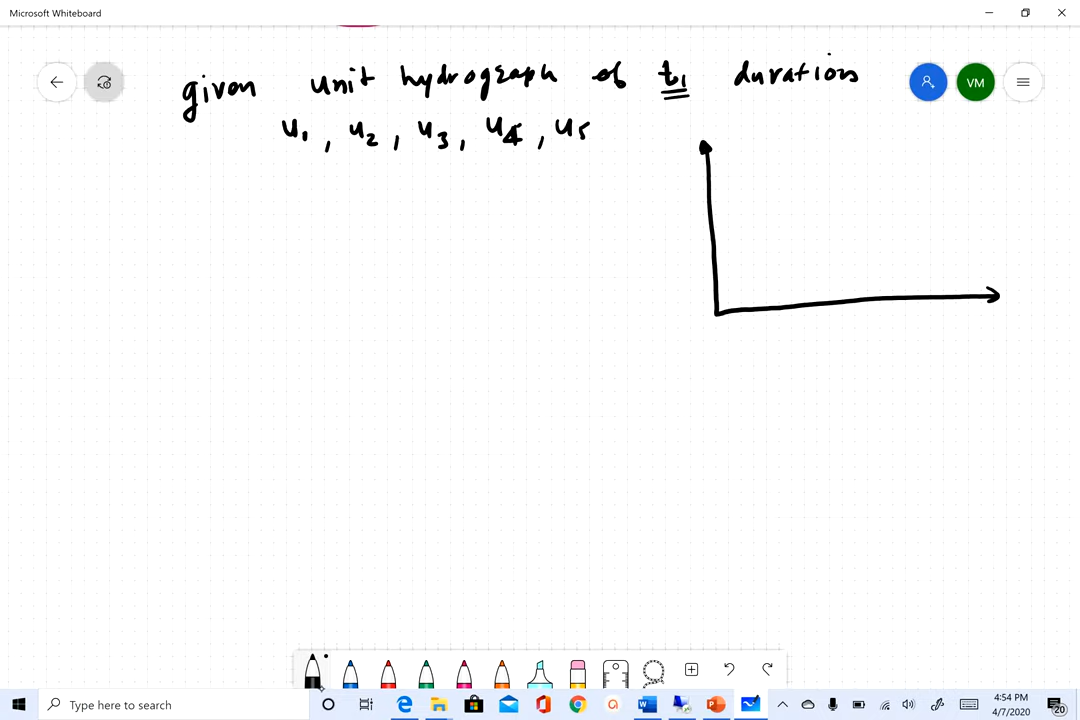 Microsoft Whiteboard
given unit hydrograph of t1 duration
VM
u1, u2, u3, u4, u5
Type here to search
4:54 PM
4/7/2020
20